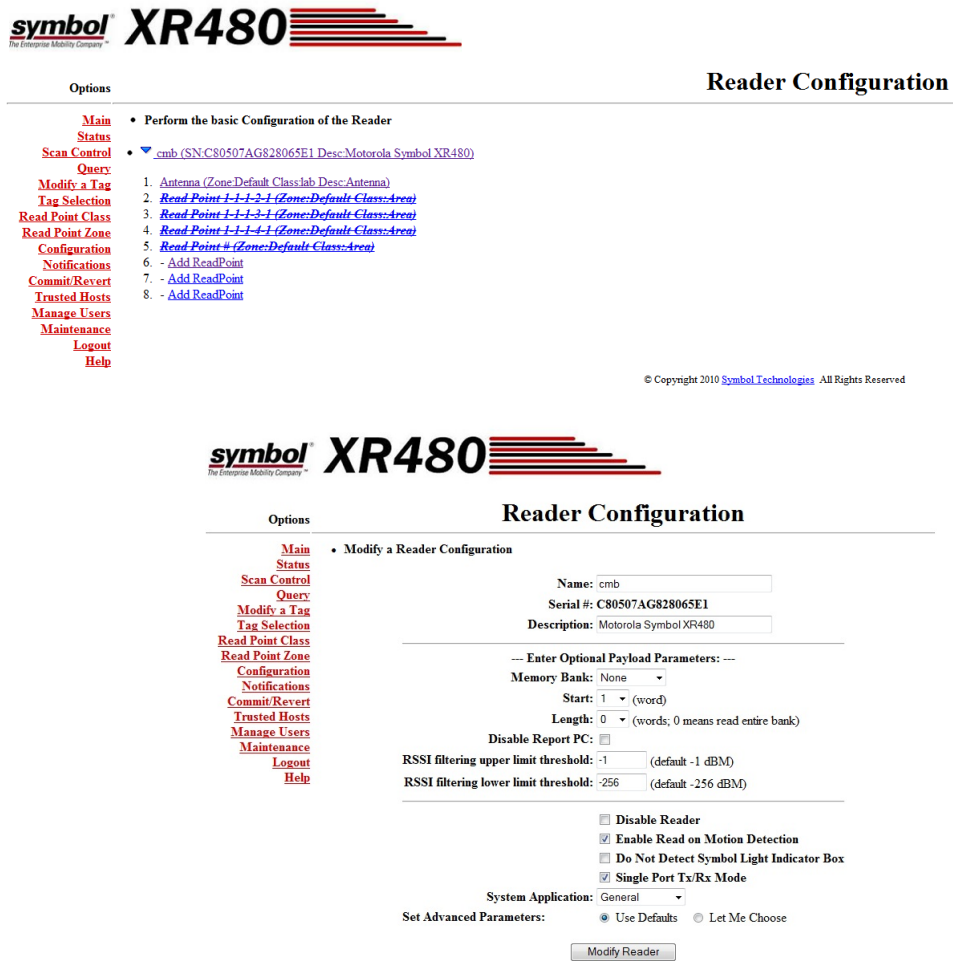 symbol® XR480
The Enterprise Mobility Company™
Options
Reader Configuration
Main
Status
Scan Control
Query
Modify a Tag
Tag Selection
Read Point Class
Read Point Zone
Configuration
Notifications
Commit/Revert
Trusted Hosts
Manage Users
Maintenance
Logout
Help
• Perform the basic Configuration of the Reader
• cmb (SN:C80507AG828065E1 Desc:Motorola Symbol XR480)
1. Antenna (Zone:Default Class:lab Desc:Antenna)
2. Read Point 1-1-1-2-1 (Zone:Default Class:Area)
3. Read Point 1-1-1-3-1 (Zone:Default Class:Area)
4. Read Point 1-1-1-4-1 (Zone:Default Class:Area)
5. Read Point # (Zone:Default Class:Area)
6. - Add ReadPoint
7. - Add ReadPoint
8. - Add ReadPoint
© Copyright 2010 Symbol Technologies All Rights Reserved
symbol® XR480
The Enterprise Mobility Company™
Options
Reader Configuration
Main
Status
Scan Control
Query
Modify a Tag
Tag Selection
Read Point Class
Read Point Zone
Configuration
Notifications
Commit/Revert
Trusted Hosts
Manage Users
Maintenance
Logout
Help
• Modify a Reader Configuration
Name: cmb
Serial #: C80507AG828065E1
Description: Motorola Symbol XR480
--- Enter Optional Payload Parameters: ---
Memory Bank: None
Start: 1 (word)
Length: 0 (words; 0 means read entire bank)
Disable Report PC:
RSSI filtering upper limit threshold: -1 (default -1 dBM)
RSSI filtering lower limit threshold: -256 (default -256 dBM)
Disable Reader
Enable Read on Motion Detection
Do Not Detect Symbol Light Indicator Box
Single Port Tx/Rx Mode
System Application: General
Set Advanced Parameters: Use Defaults Let Me Choose
Modify Reader